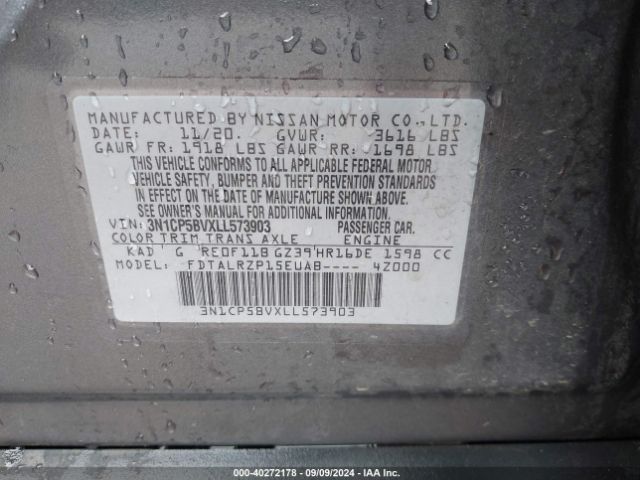 MANUFACTURED BY NISSAN MOTOR CO.,LTD.
DATE: 11/20. GVWR: 3616 LBS
GAWR FR: 1918 LBS GAWR RR: 1698 LBS
THIS VEHICLE CONFORMS TO ALL APPLICABLE FEDERAL MOTOR
VEHICLE SAFETY, BUMPER AND THEFT PREVENTION STANDARDS
IN EFFECT ON THE DATE OF MANUFACTURE SHOWN ABOVE.
SEE OWNER'S MANUAL FOR ADDITIONAL INFORMATION.
VIN: 3N1CP5BVXLL573903 PASSENGER CAR.
COLOR TRIM TRANS AXLE ENGINE
KAD G RE0F11B GZ39 HR16DE 1598 CC
MODEL: FDTALRZP15EUAB---- 4Z000
3N1CP5BVXLL573903
000-40272178 - 09/09/2024 - IAA Inc.